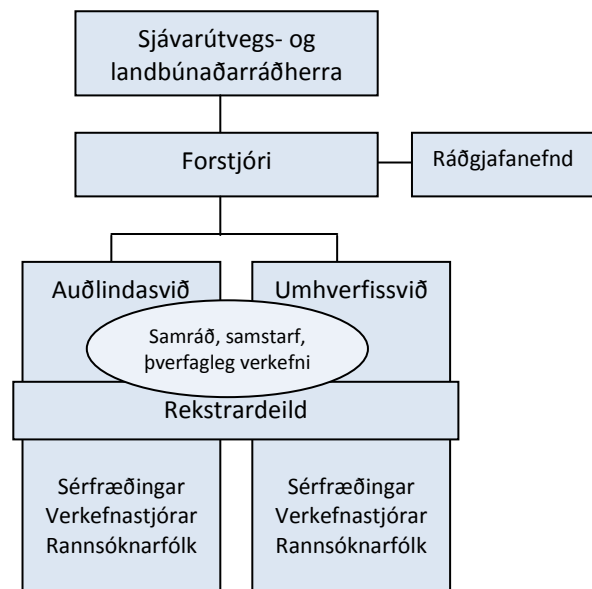 Sjávarútvegs- og
landbúnaðarráðherra
Forstjóri
Ráðgjafanefnd
Auðlindasvið
Umhverfissvið
Samráð, samstarf,
þverfagleg verkefni
Rekstrardeild
Sérfræðingar
Verkefnastjórar
Rannsóknarfólk
Sérfræðingar
Verkefnastjórar
Rannsóknarfólk